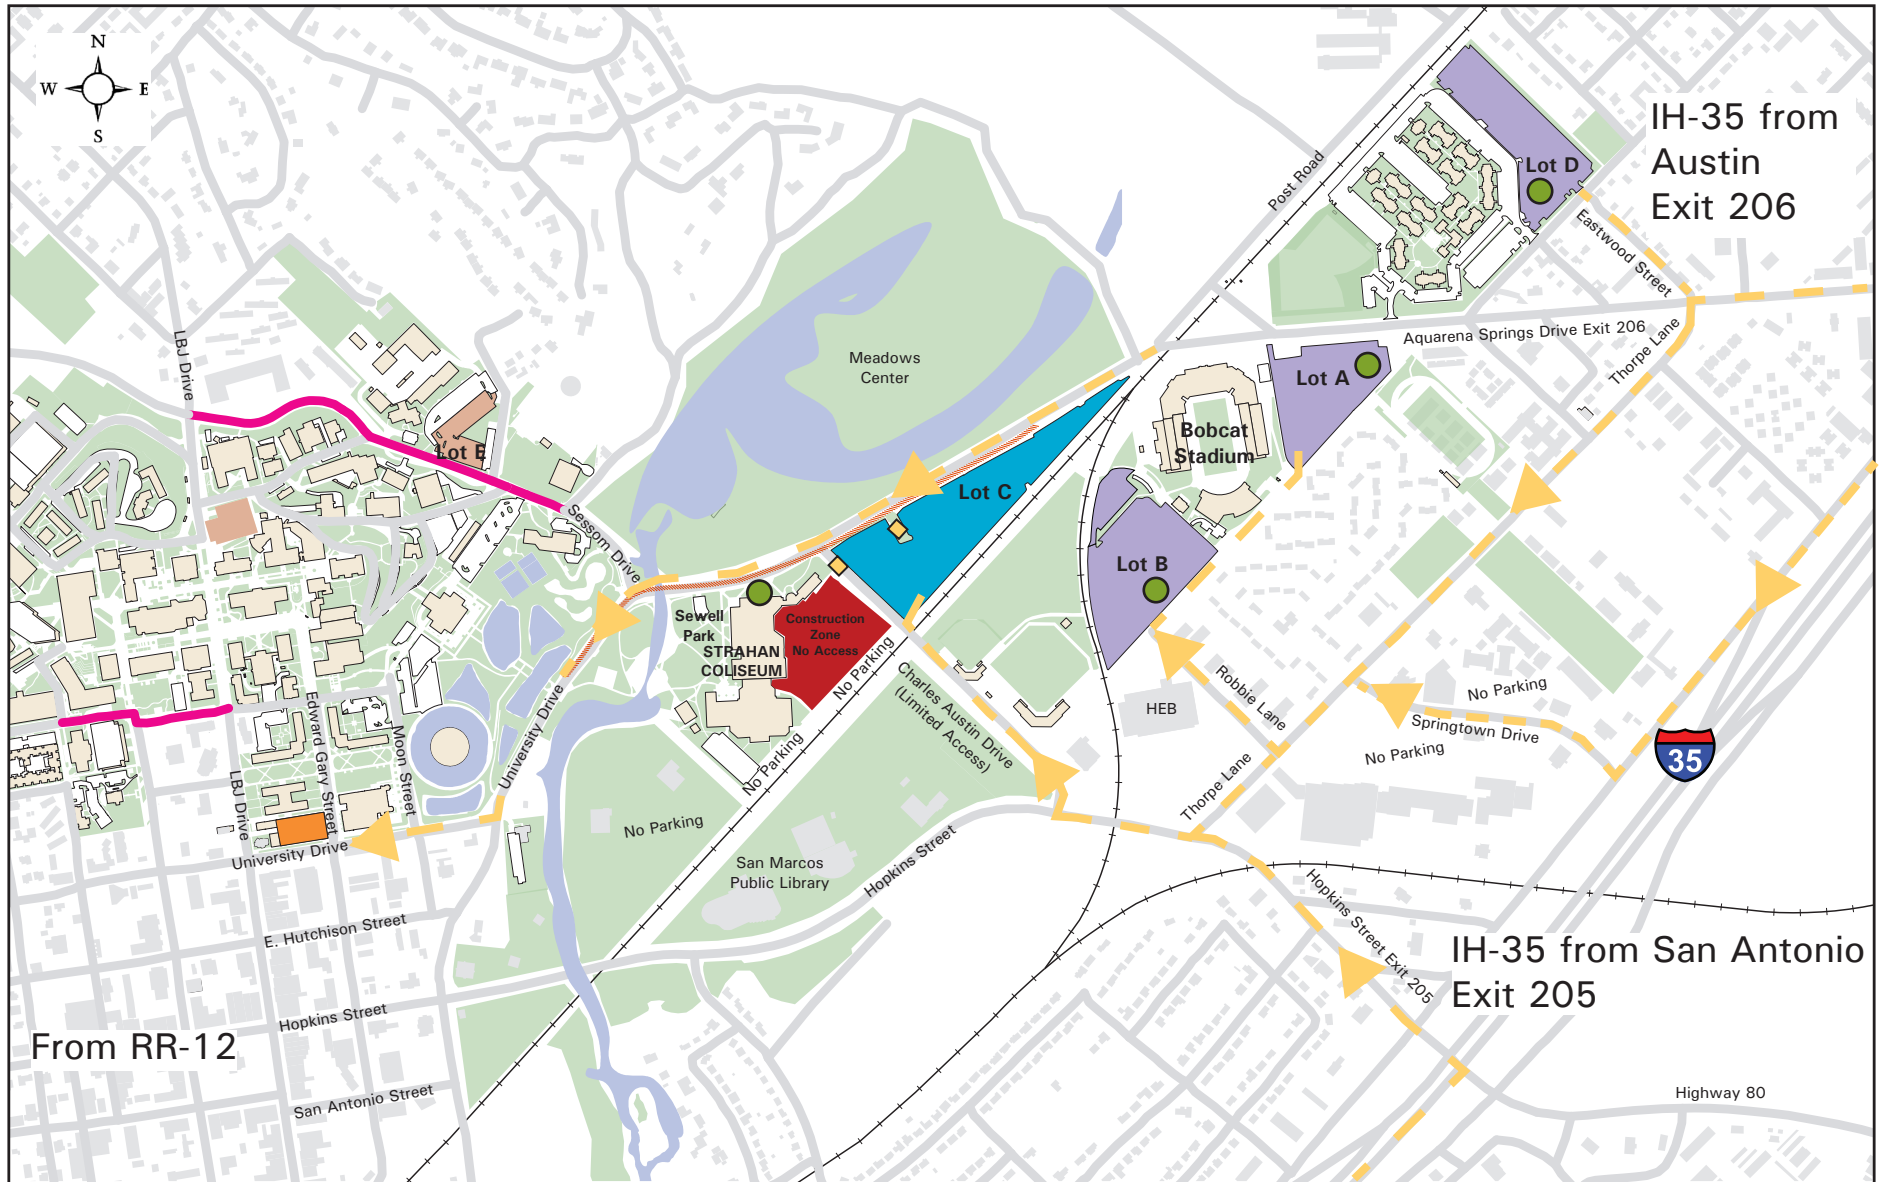 N
W
E
S
IH-35 from
Austin
Exit 206
Lot D
Post Road
Eastwood Street
Aquarena Springs Drive Exit 206
Thorpe Lane
LBJ Drive
Meadows
Center
Lot A
Bobcat
Stadium
Lot E
Lot C
Sessom Drive
Lot B
Sewell
Park
STRAHAN
COLISEUM
Construction
Zone
No Access
No Parking
Charles Austin Drive
(Limited Access)
Robbie Lane
HEB
No Parking
Springtown Drive
No Parking
35
Edward Gary Street
Moon Street
University Drive
No Parking
Thorpe Lane
LBJ Drive
University Drive
No Parking
San Marcos
Public Library
Hopkins Street
Hopkins Street Exit 205
E. Hutchison Street
IH-35 from San Antonio
Exit 205
Hopkins Street
From RR-12
San Antonio Street
Highway 80